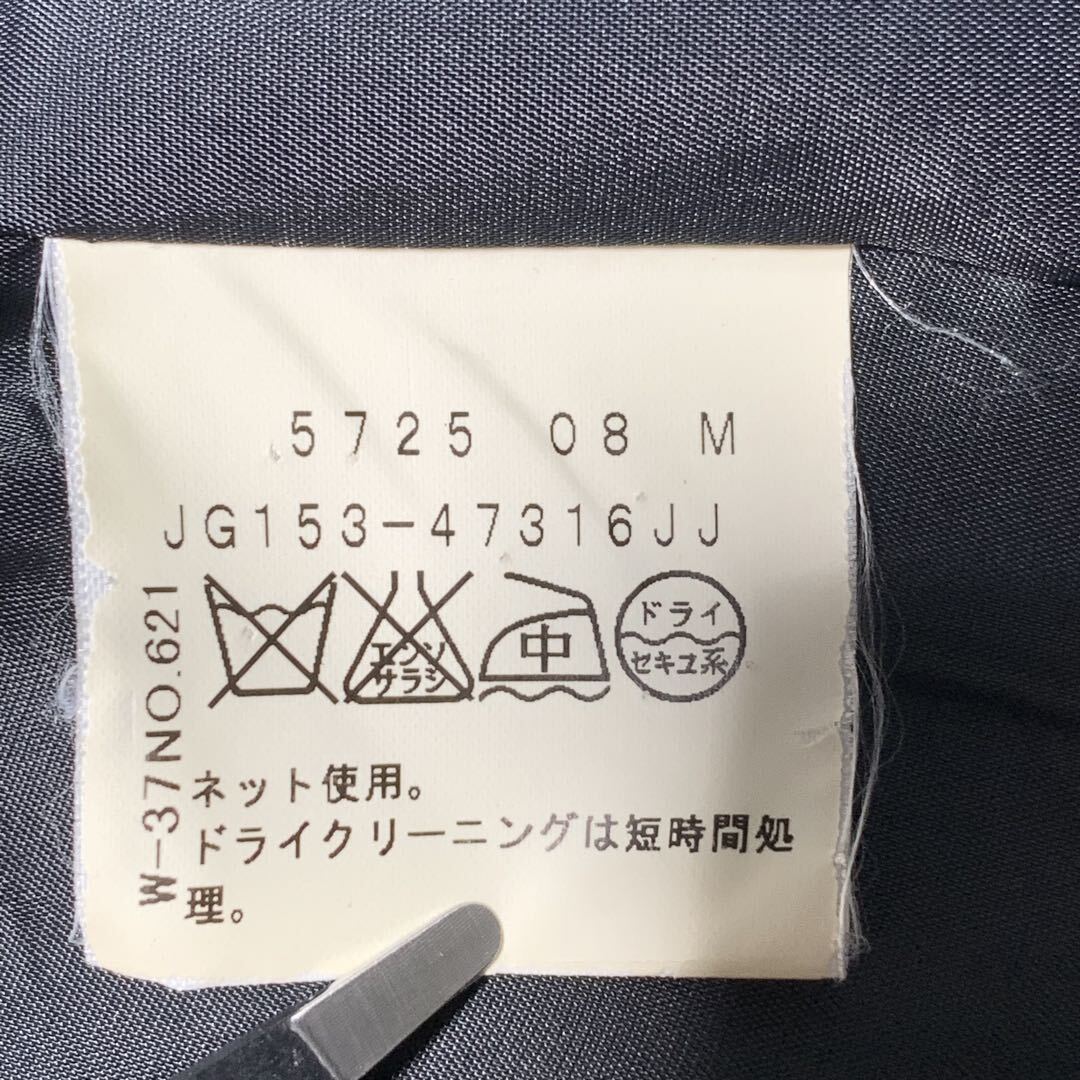 5725 08 M
JG153-47316JJ
エンソ
サラシ
中
ドライ
セキユ系
W-37NO.621
ネット使用。
ドライクリーニングは短時間処
理。